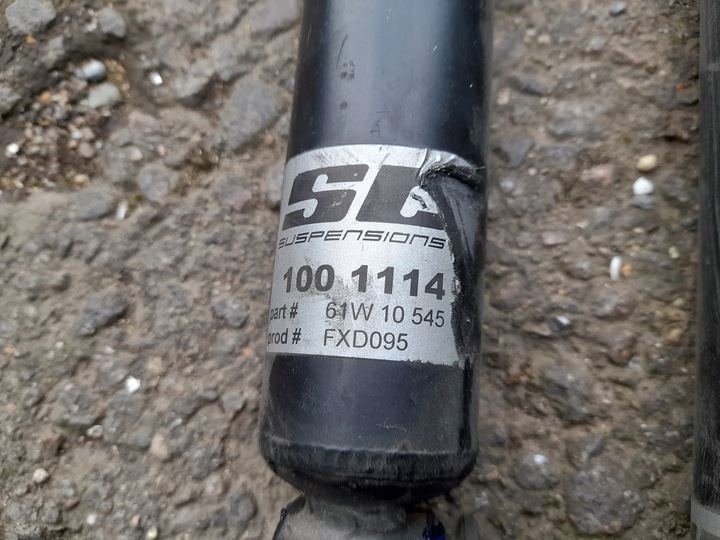 SUSPENSIONS
100 1114
part # 61W 10 545
prod # FXD095